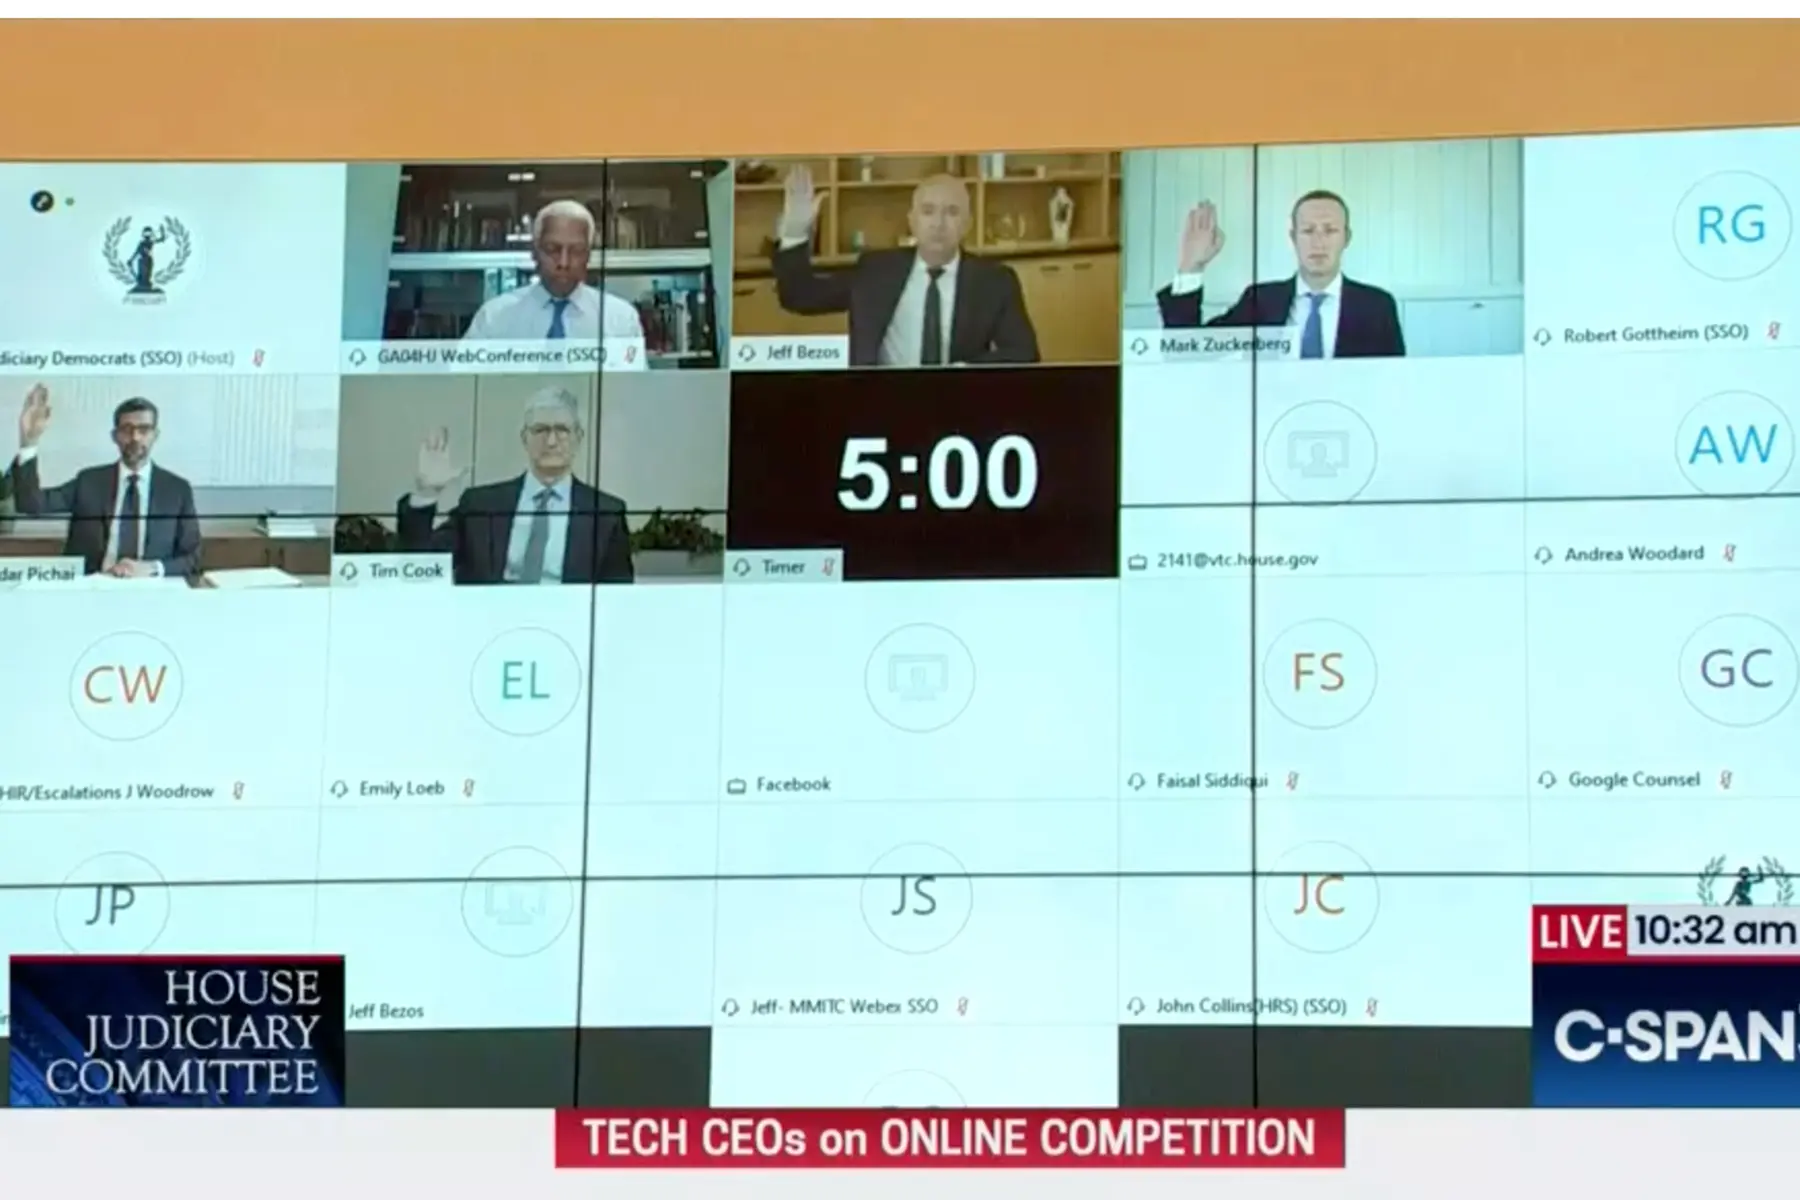 RG
diciary Democrats (SSO) (Host)
GA04HJ WebConference (SSO)
Jeff Bezos
Mark Zuckerberg
Robert Gottheim (SSO)
5:00
AW
dar Pichai
Tim Cook
Timer
2141@vtc.house.gov
Andrea Woodard
CW
EL
FS
GC
HIR/Escalations J Woodrow
Emily Loeb
Facebook
Faisal Siddiqui
Google Counsel
JP
JS
JC
Jeff Bezos
Jeff- MMITC Webex SSO
John Collins(HRS) (SSO)
LIVE 10:32 am
HOUSE
JUDICIARY
COMMITTEE
C-SPAN
TECH CEOs on ONLINE COMPETITION